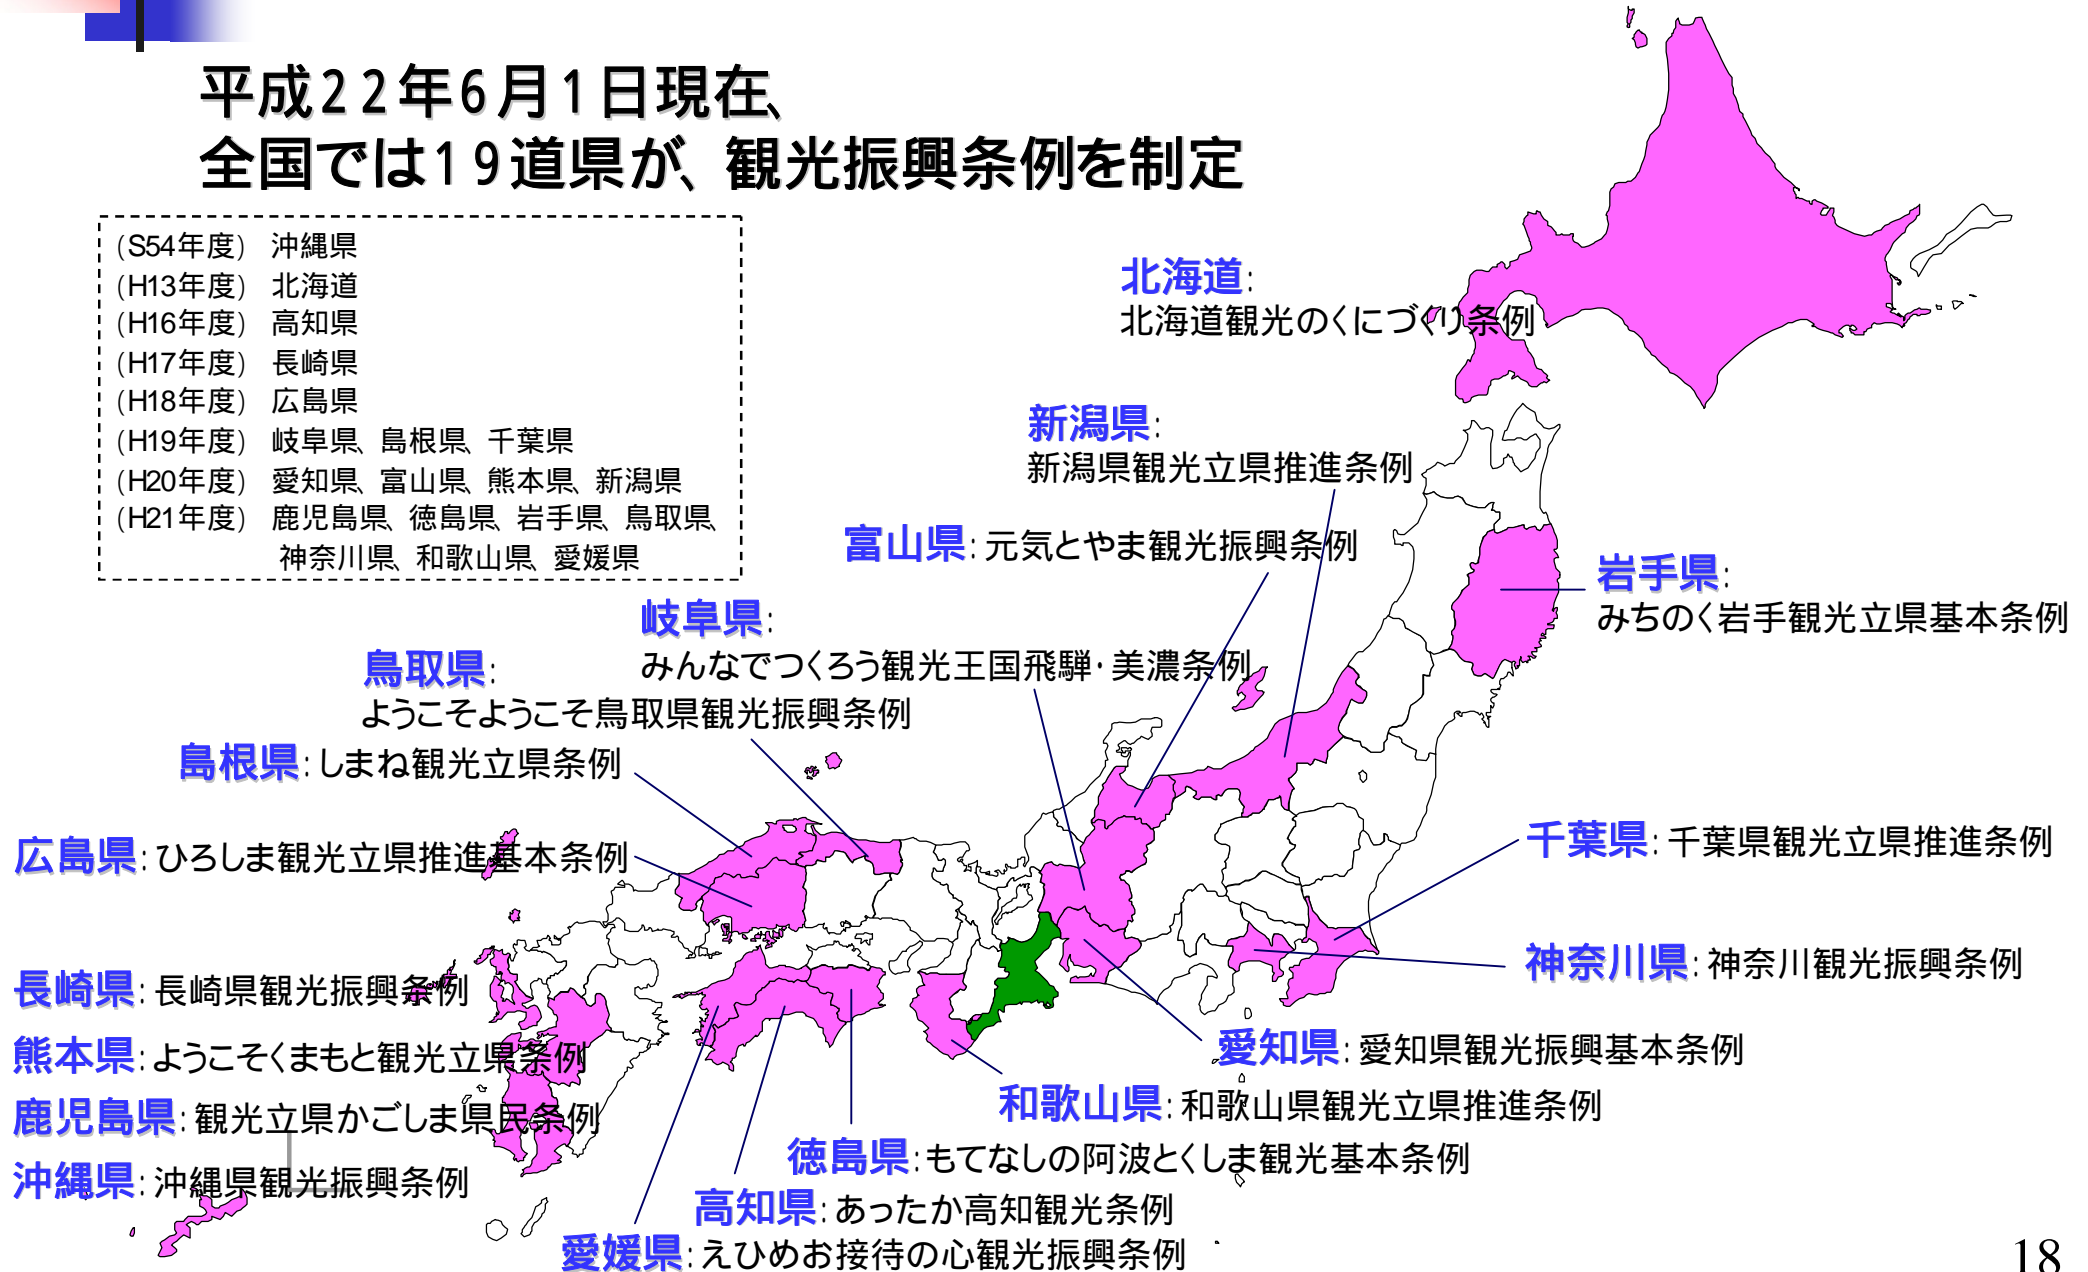 平成22年6月1日現在、
全国では19道県が、観光振興条例を制定
(S54年度) 沖縄県
(H13年度) 北海道
(H16年度) 高知県
(H17年度) 長崎県
(H18年度) 広島県
(H19年度) 岐阜県、島根県、千葉県
(H20年度) 愛知県、富山県、熊本県、新潟県
(H21年度) 鹿児島県、徳島県、岩手県、鳥取県、
神奈川県、和歌山県、愛媛県
北海道:
北海道観光のくにづくり条例
新潟県:
新潟県観光立県推進条例
富山県:元気とやま観光振興条例
岩手県:
みちのく岩手観光立県基本条例
岐阜県:
みんなでつくろう観光王国飛騨・美濃条例
鳥取県:
ようこそようこそ鳥取県観光振興条例
島根県:しまね観光立県条例
広島県:ひろしま観光立県推進基本条例
千葉県:千葉県観光立県推進条例
神奈川県:神奈川観光振興条例
長崎県:長崎県観光振興条例
愛知県:愛知県観光振興基本条例
熊本県:ようこそくまもと観光立県条例
和歌山県:和歌山県観光立県推進条例
鹿児島県:観光立県かごしま県民条例
徳島県:もてなしの阿波とくしま観光基本条例
沖縄県:沖縄県観光振興条例
高知県:あったか高知観光条例
愛媛県:えひめお接待の心観光振興条例
18